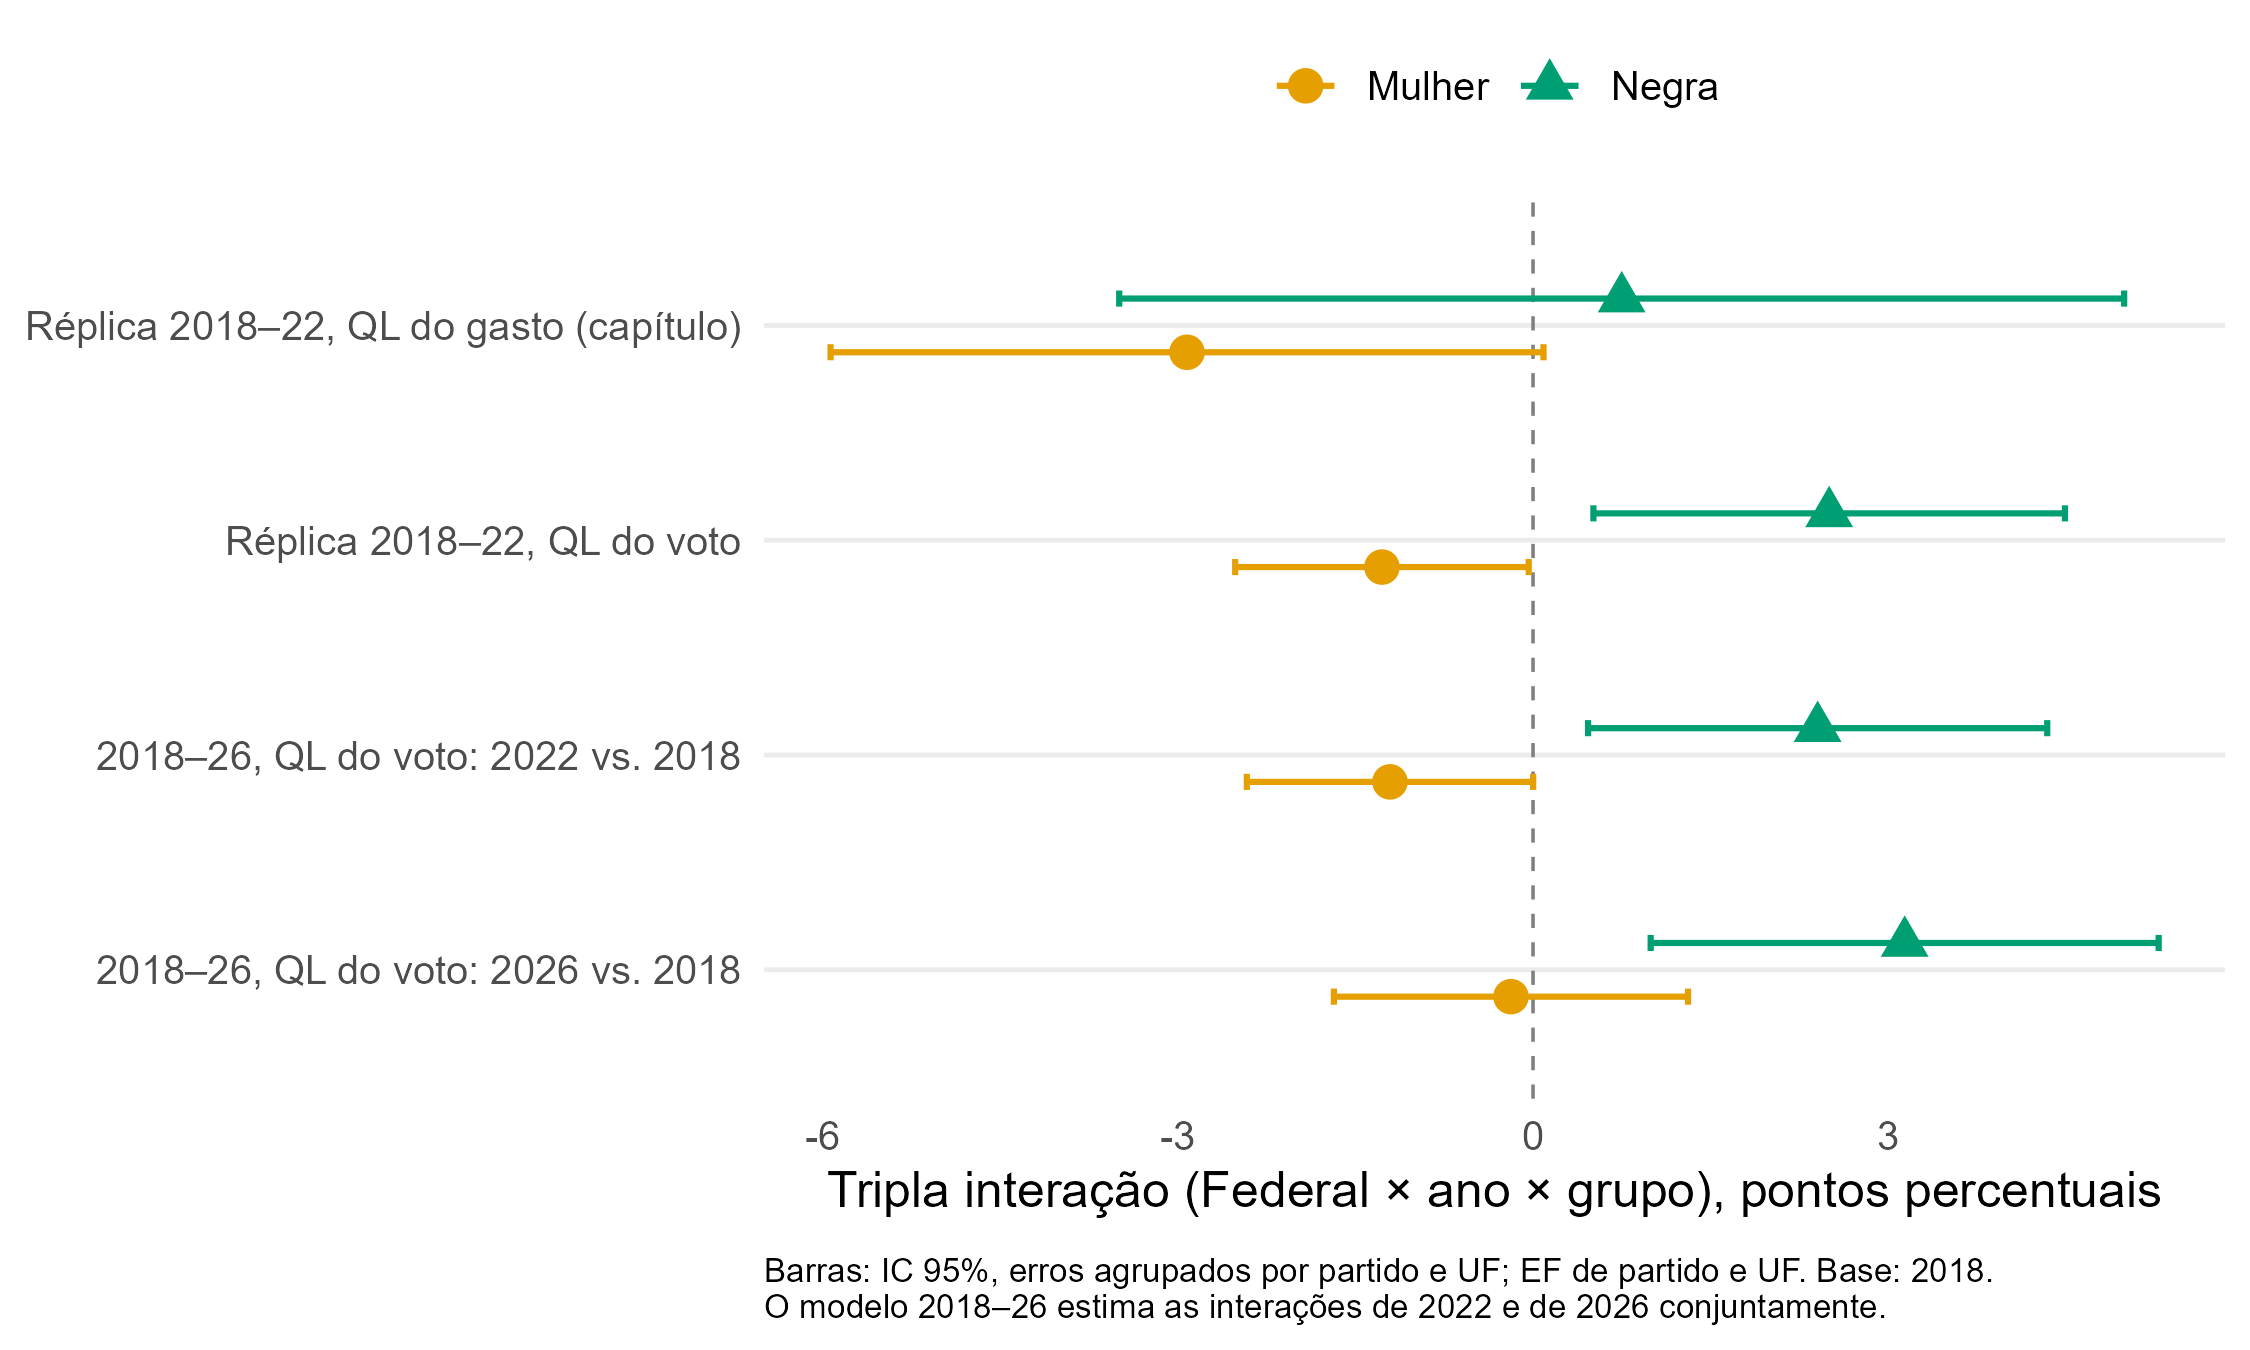 Mulher Negra
Réplica 2018–22, QL do gasto (capítulo)
Réplica 2018–22, QL do voto
2018–26, QL do voto: 2022 vs. 2018
2018–26, QL do voto: 2026 vs. 2018
-6 -3 0 3
Tripla interação (Federal × ano × grupo), pontos percentuais
Barras: IC 95%, erros agrupados por partido e UF; EF de partido e UF. Base: 2018.
O modelo 2018–26 estima as interações de 2022 e de 2026 conjuntamente.